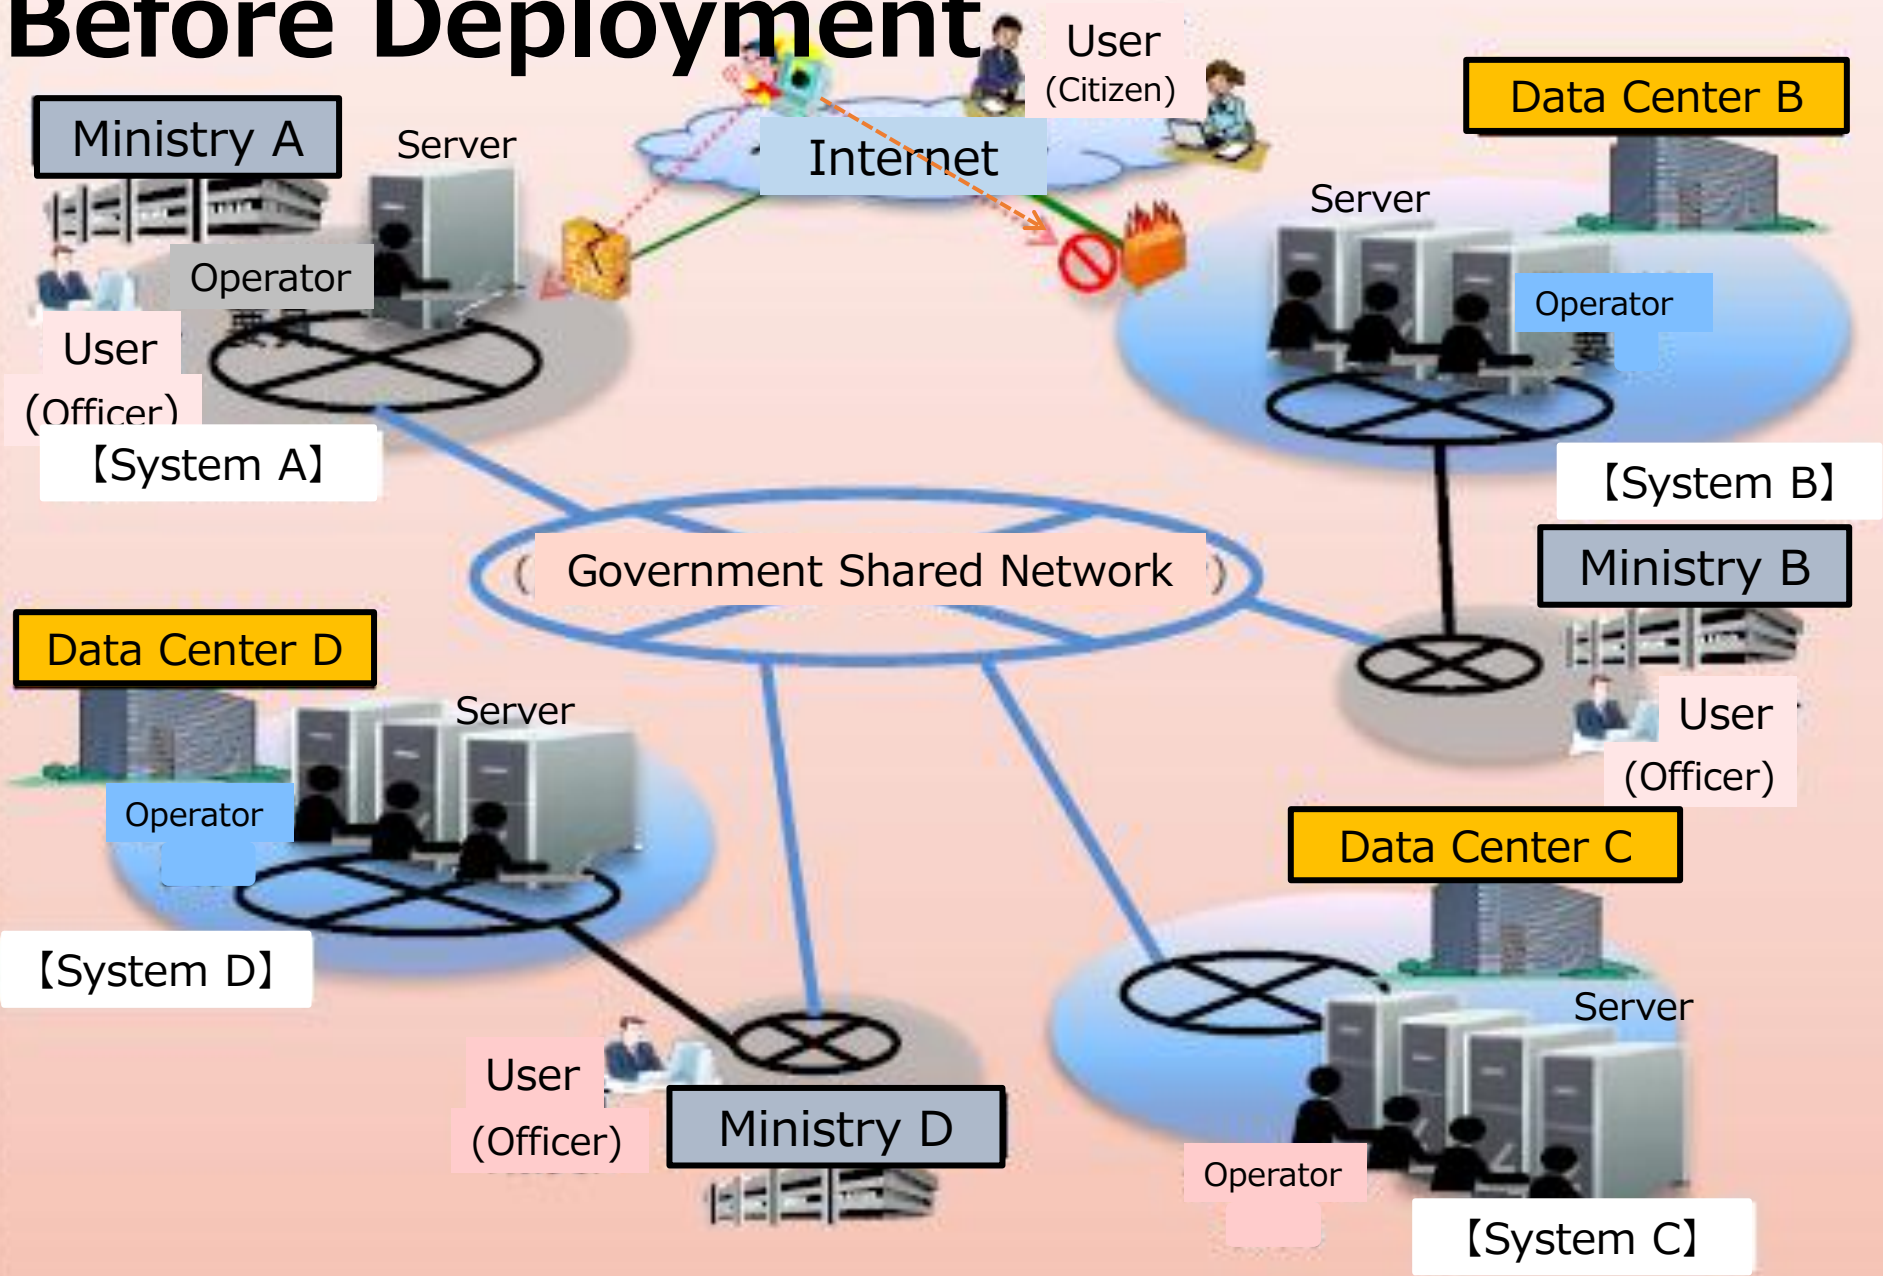 Before Deployment
User
(Citizen)
Data Center B
Ministry A
Server
Internet
Server
Operator
Operator
User
(Officer)
【System A】
【System B】
Government Shared Network
Ministry B
Data Center D
Server
User
(Officer)
Operator
Data Center C
【System D】
Server
User
(Officer)
Ministry D
Operator
【System C】